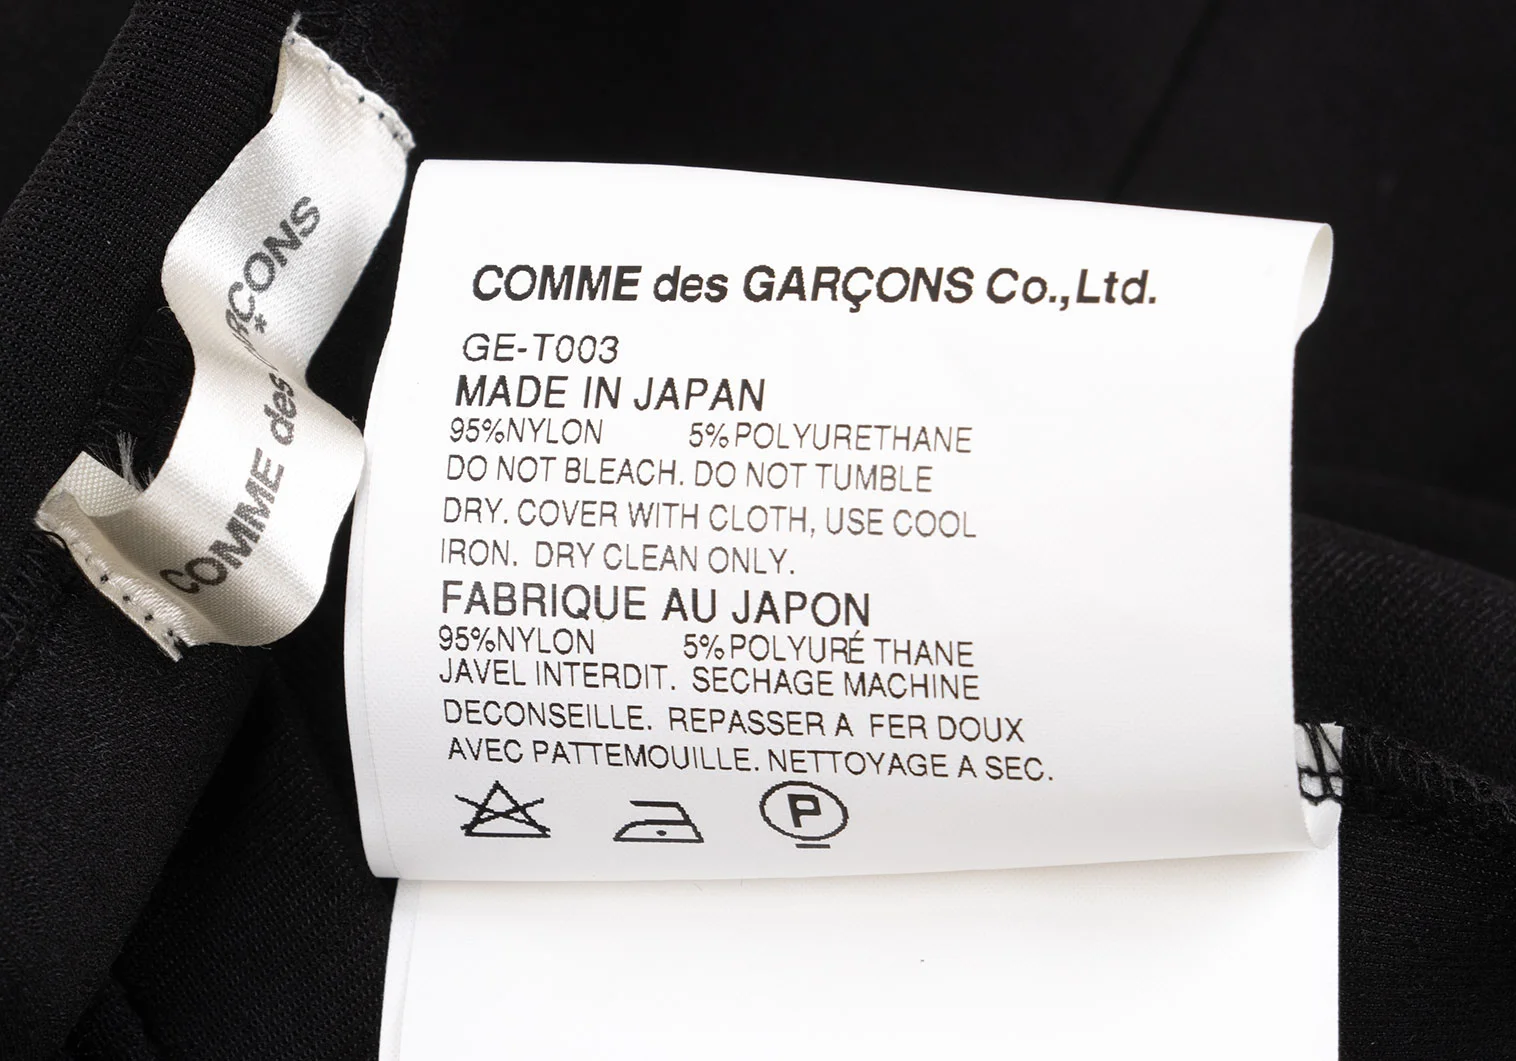 COMME des GARÇONS
COMME des GARÇONS Co.,Ltd.
GE-T003
MADE IN JAPAN
95%NYLON 5%POLYURETHANE
DO NOT BLEACH. DO NOT TUMBLE
DRY. COVER WITH CLOTH, USE COOL
IRON. DRY CLEAN ONLY.
FABRIQUE AU JAPON
95%NYLON 5%POLYURÉ THANE
JAVEL INTERDIT. SECHAGE MACHINE
DECONSEILLE. REPASSER A FER DOUX
AVEC PATTEMOUILLE. NETTOYAGE A SEC.
P